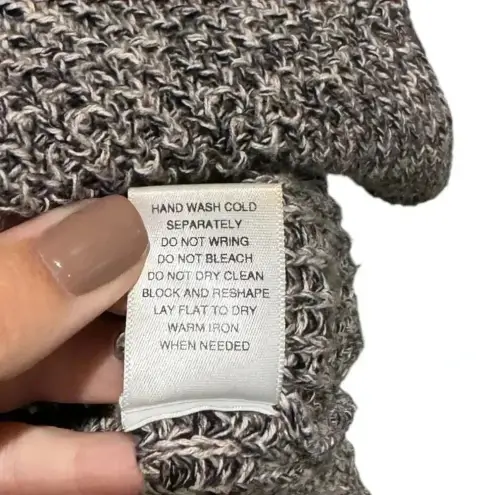 HAND WASH COLD
SEPARATELY
DO NOT WRING
DO NOT BLEACH
DO NOT DRY CLEAN
BLOCK AND RESHAPE
LAY FLAT TO DRY
WARM IRON
WHEN NEEDED